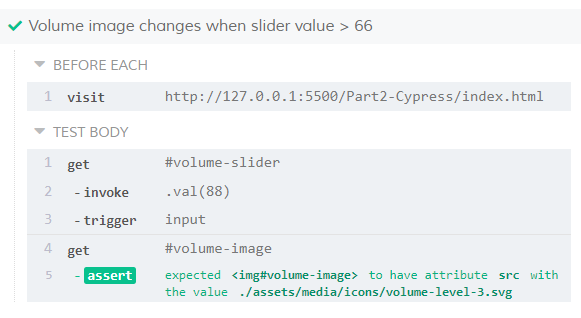 Volume image changes when slider value > 66
BEFORE EACH
1 visit http://127.0.0.1:5500/Part2-Cypress/index.html
TEST BODY
1 get #volume-slider
2 - invoke .val(88)
3 - trigger input
4 get #volume-image
5 - assert expected <img#volume-image> to have attribute src with
the value ./assets/media/icons/volume-level-3.svg